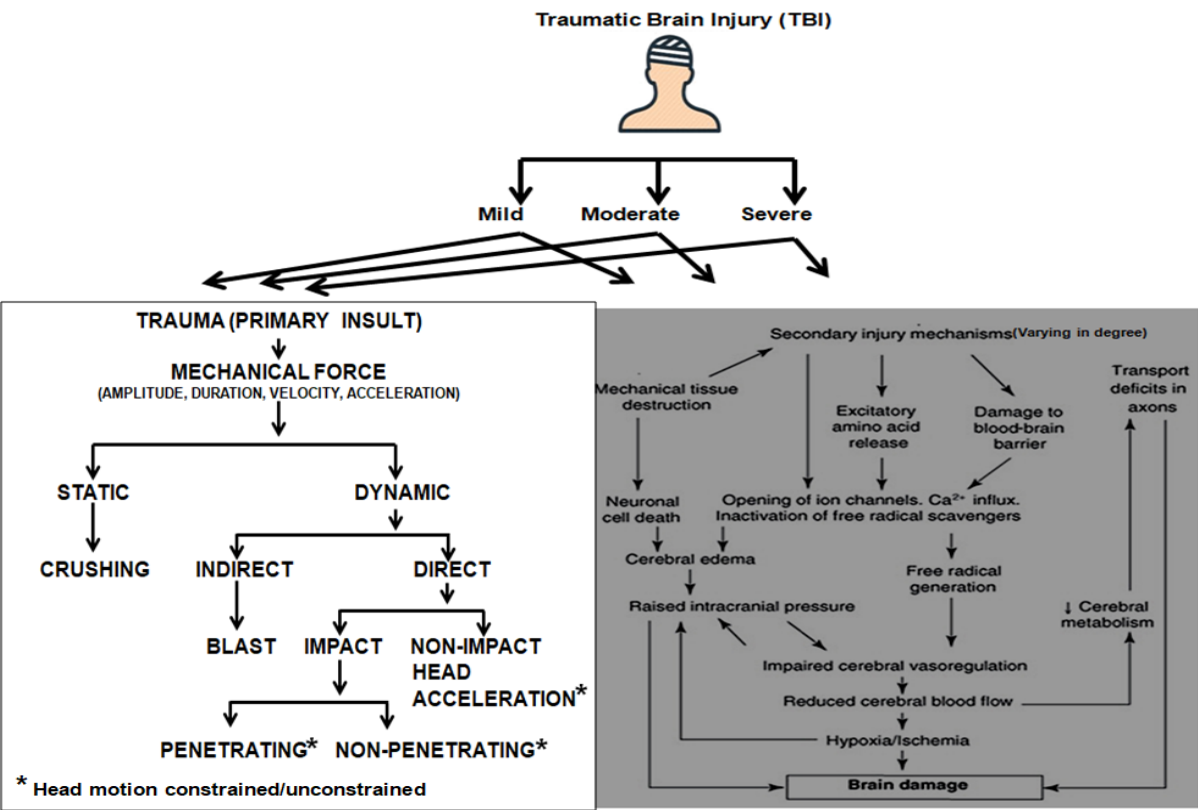 Traumatic Brain Injury (TBI)
Mild
Moderate
Severe
TRAUMA (PRIMARY INSULT)
MECHANICAL FORCE
(AMPLITUDE, DURATION, VELOCITY, ACCELERATION)
STATIC
DYNAMIC
CRUSHING
INDIRECT
DIRECT
BLAST
IMPACT
NON-IMPACT
HEAD
ACCELERATION*
PENETRATING*
NON-PENETRATING*
* Head motion constrained/unconstrained
Secondary injury mechanisms(Varying in degree)
Mechanical tissue
destruction
Excitatory
amino acid
release
Damage to
blood-brain
barrier
Transport
deficits in
axons
Neuronal
cell death
Opening of ion channels. Ca²⁺ influx.
Inactivation of free radical scavengers
Cerebral edema
Free radical
generation
Raised intracranial pressure
↓ Cerebral
metabolism
Impaired cerebral vasoregulation
Reduced cerebral blood flow
Hypoxia/Ischemia
Brain damage